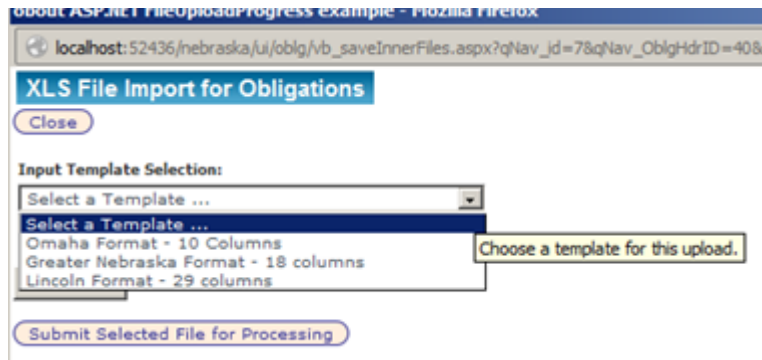 obout ASP.NET FileUploadProgress example - Mozilla Firefox
localhost:52436/nebraska/ui/oblg/vb_saveInnerFiles.aspx?qNav_id=7&qNav_OblgHdrID=40&
XLS File Import for Obligations
Close
Input Template Selection:
Select a Template ...
Select a Template ...
Omaha Format - 10 Columns
Choose a template for this upload.
Greater Nebraska Format - 18 columns
Lincoln Format - 29 columns
Submit Selected File for Processing